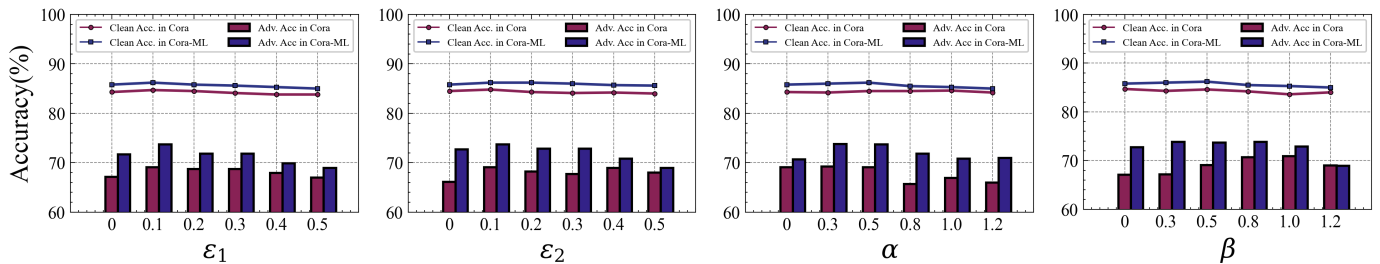 Accuracy(%)
100
90
80
70
60
Clean Acc. in Cora
Clean Acc. in Cora-ML
Adv. Acc in Cora
Adv. Acc in Cora-ML
0 0.1 0.2 0.3 0.4 0.5
ε1
100
90
80
70
60
Clean Acc. in Cora
Clean Acc. in Cora-ML
Adv. Acc in Cora
Adv. Acc in Cora-ML
0 0.1 0.2 0.3 0.4 0.5
ε2
100
90
80
70
60
Clean Acc. in Cora
Clean Acc. in Cora-ML
Adv. Acc in Cora
Adv. Acc in Cora-ML
0 0.3 0.5 0.8 1.0 1.2
α
100
90
80
70
60
Clean Acc. in Cora
Clean Acc. in Cora-ML
Adv. Acc in Cora
Adv. Acc in Cora-ML
0 0.3 0.5 0.8 1.0 1.2
β